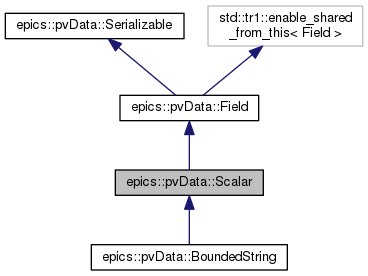 epics::pvData::Serializable
std::tr1::enable_shared
_from_this< Field >
epics::pvData::Field
epics::pvData::Scalar
epics::pvData::BoundedString